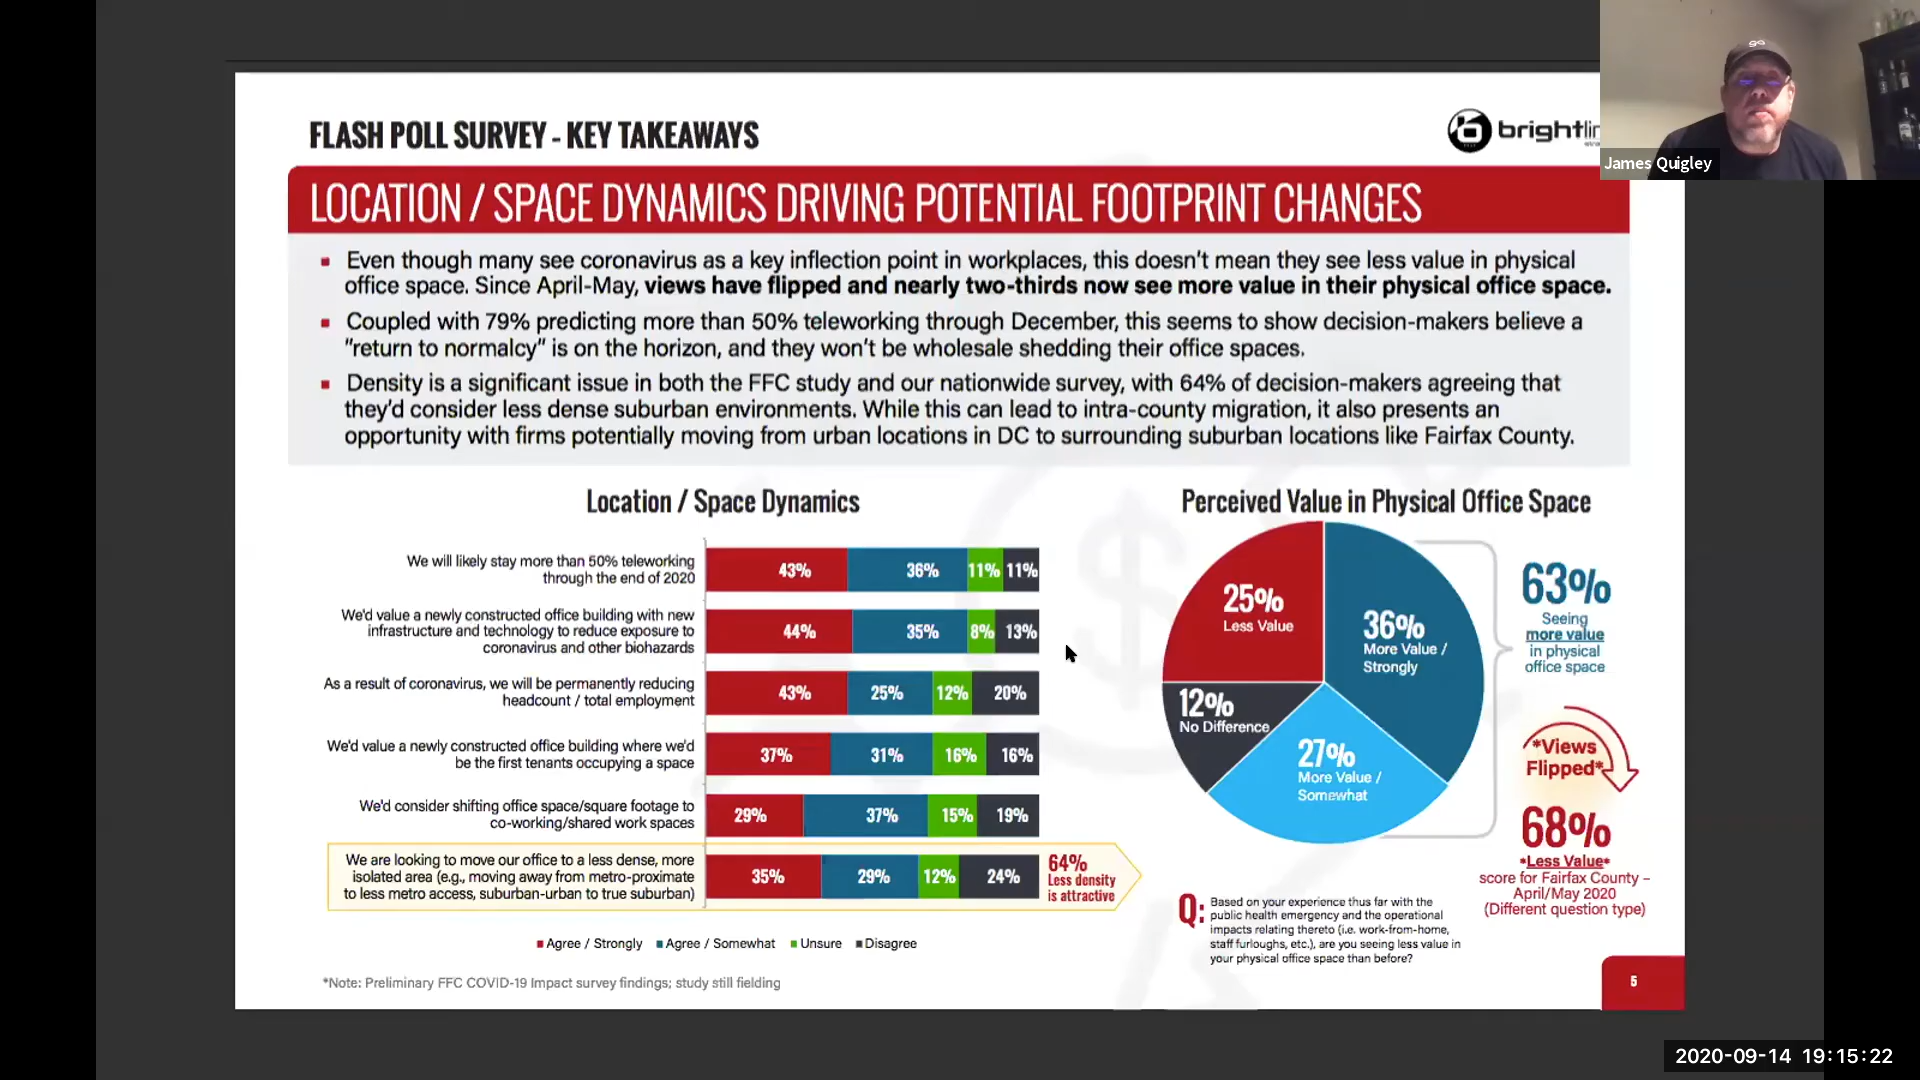 FLASH POLL SURVEY - KEY TAKEAWAYS
brightlin
James Quigley
LOCATION / SPACE DYNAMICS DRIVING POTENTIAL FOOTPRINT CHANGES
▪ Even though many see coronavirus as a key inflection point in workplaces, this doesn't mean they see less value in physical
office space. Since April-May, views have flipped and nearly two-thirds now see more value in their physical office space.
▪ Coupled with 79% predicting more than 50% teleworking through December, this seems to show decision-makers believe a
"return to normalcy" is on the horizon, and they won't be wholesale shedding their office spaces.
▪ Density is a significant issue in both the FFC study and our nationwide survey, with 64% of decision-makers agreeing that
they'd consider less dense suburban environments. While this can lead to intra-county migration, it also presents an
opportunity with firms potentially moving from urban locations in DC to surrounding suburban locations like Fairfax County.
Location / Space Dynamics
We will likely stay more than 50% teleworking
through the end of 2020
43% 36% 11% 11%
We'd value a newly constructed office building with new
infrastructure and technology to reduce exposure to
coronavirus and other biohazards
44% 35% 8% 13%
As a result of coronavirus, we will be permanently reducing
headcount / total employment
43% 25% 12% 20%
We'd value a newly constructed office building where we'd
be the first tenants occupying a space
37% 31% 16% 16%
We'd consider shifting office space/square footage to
co-working/shared work spaces
29% 37% 15% 19%
We are looking to move our office to a less dense, more
isolated area (e.g., moving away from metro-proximate
to less metro access, suburban-urban to true suburban)
35% 29% 12% 24%
64%
Less density
is attractive
Agree / Strongly Agree / Somewhat Unsure Disagree
*Note: Preliminary FFC COVID-19 Impact survey findings; study still fielding
Perceived Value in Physical Office Space
25%
Less Value
36%
More Value /
Strongly
12%
No Difference
27%
More Value /
Somewhat
63%
Seeing
more value
in physical
office space
*Views
Flipped*
68%
*Less Value*
score for Fairfax County –
April/May 2020
(Different question type)
Q: Based on your experience thus far with the
public health emergency and the operational
impacts relating thereto (i.e. work-from-home,
staff furloughs, etc.), are you seeing less value in
your physical office space than before?
5
2020-09-14 19:15:22